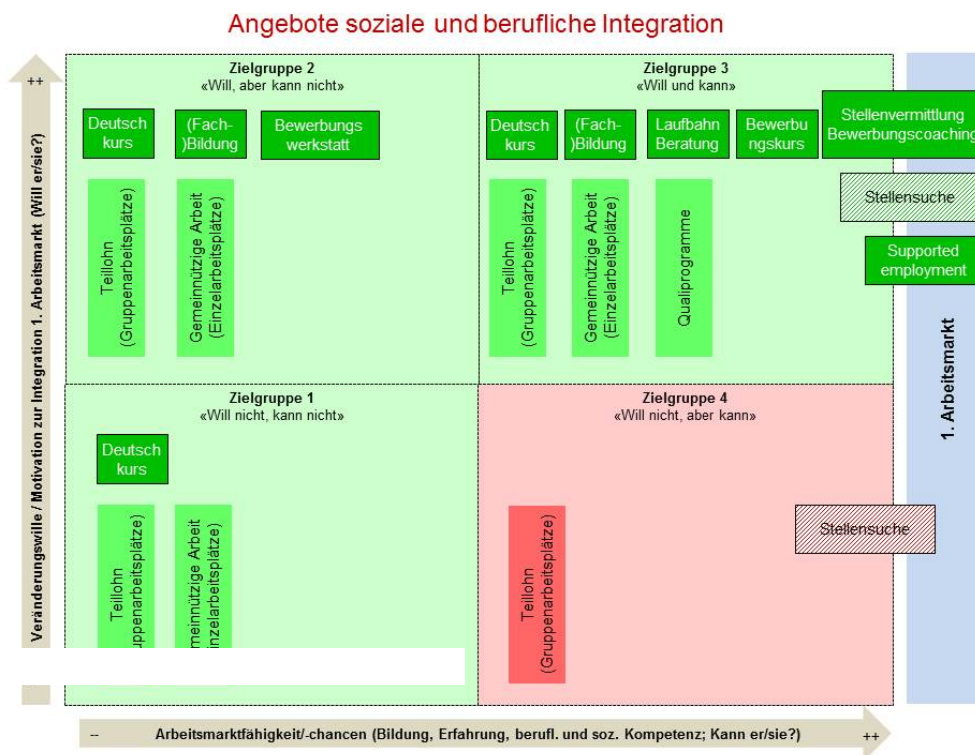 Angebote soziale und berufliche Integration
++
Veränderungswille / Motivation zur Integration 1. Arbeitsmarkt (Will er/sie?)
Zielgruppe 2
«Will, aber kann nicht»
Deutsch
kurs
(Fach-
)Bildung
Bewerbungs
werkstatt
Teillohn
(Gruppenarbeitsplätze)
Gemeinnützige Arbeit
(Einzelarbeitsplätze)
Zielgruppe 3
«Will und kann»
Deutsch
kurs
(Fach-
)Bildung
Laufbahn
Beratung
Bewerbu
ngskurs
Stellenvermittlung
Bewerbungscoaching
Stellensuche
Supported
employment
Teillohn
(Gruppenarbeitsplätze)
Gemeinnützige Arbeit
(Einzelarbeitsplätze)
Qualiprogramme
1. Arbeitsmarkt
Zielgruppe 1
«Will nicht, kann nicht»
Deutsch
kurs
Teillohn
uppenarbeitsplätze)
meinnützige Arbeit
inzelarbeitsplätze)
Zielgruppe 4
«Will nicht, aber kann»
Teillohn
(Gruppenarbeitsplätze)
Stellensuche
-- Arbeitsmarktfähigkeit/-chancen (Bildung, Erfahrung, berufl. und soz. Kompetenz; Kann er/sie?) ++